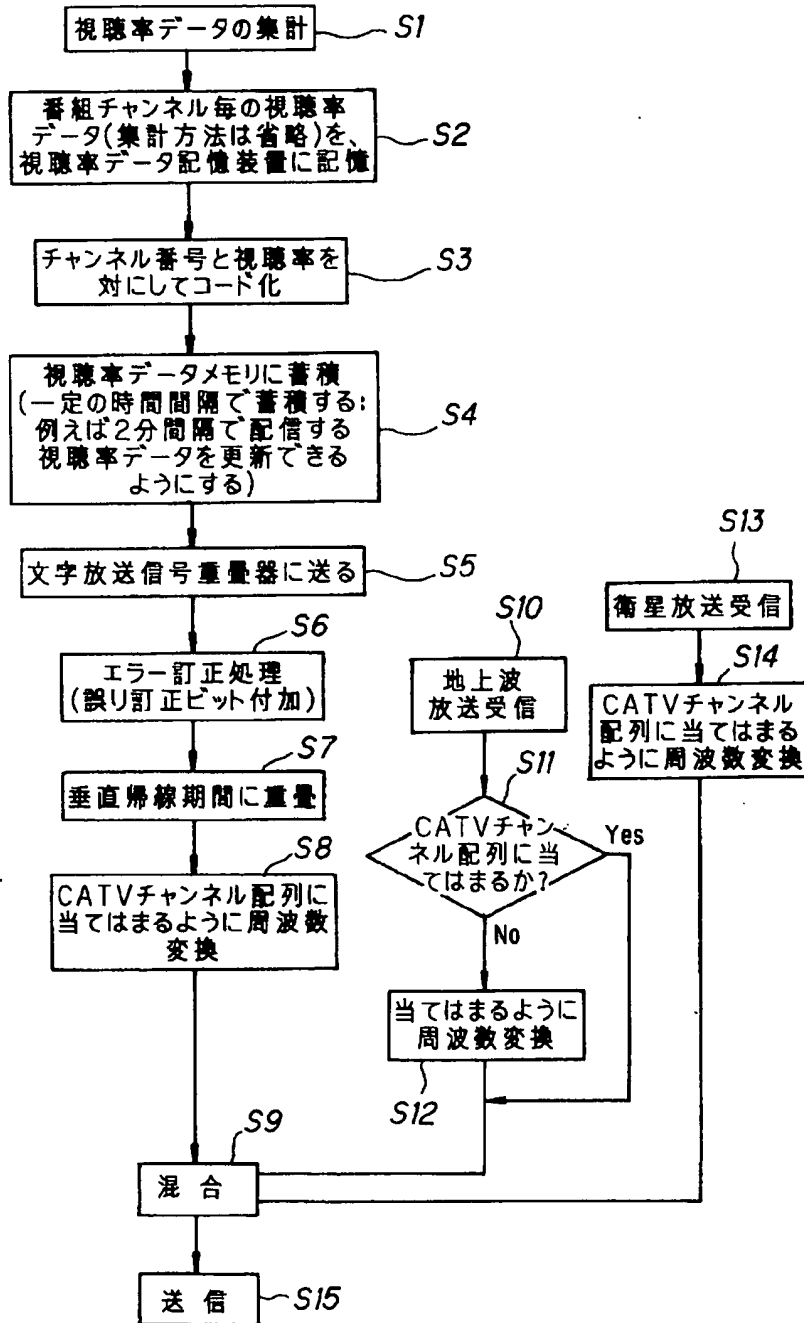 視聴率データの集計
S1
番組チャンネル毎の視聴率
データ(集計方法は省略)を、
視聴率データ記憶装置に記憶
S2
チャンネル番号と視聴率を
対にしてコード化
S3
視聴率データメモリに蓄積
(一定の時間間隔で蓄積する:
例えば2分間隔で配信する
視聴率データを更新できる
ようにする)
S4
文字放送信号重畳器に送る
S5
S6
エラー訂正処理
(誤り訂正ビット付加)
S7
垂直帰線期間に重畳
S8
CATVチャンネル配列に
当てはまるように周波数
変換
S10
地上波
放送受信
S11
CATVチャン
ネル配列に当
てはまるか?
Yes
No
当てはまるように
周波数変換
S12
S13
衛星放送受信
S14
CATVチャンネル
配列に当てはまる
ように周波数変換
S9
混合
送信
S15